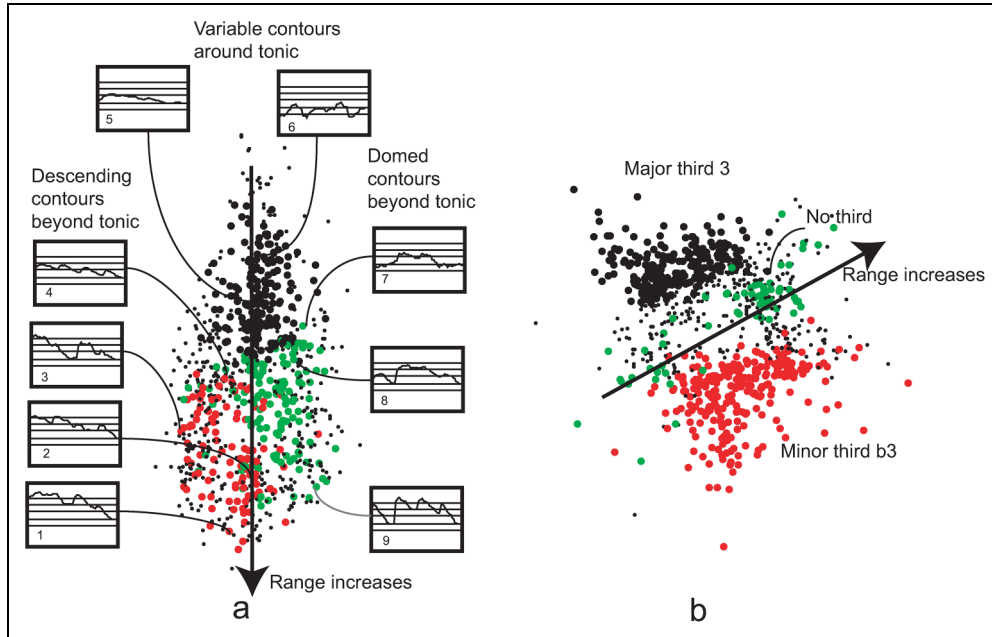 Variable contours
around tonic
5
6
Descending
contours
beyond tonic
Domed
contours
beyond tonic
4
7
3
8
2
1
9
Range increases
a
Major third 3
No third
Range increases
Minor third b3
b